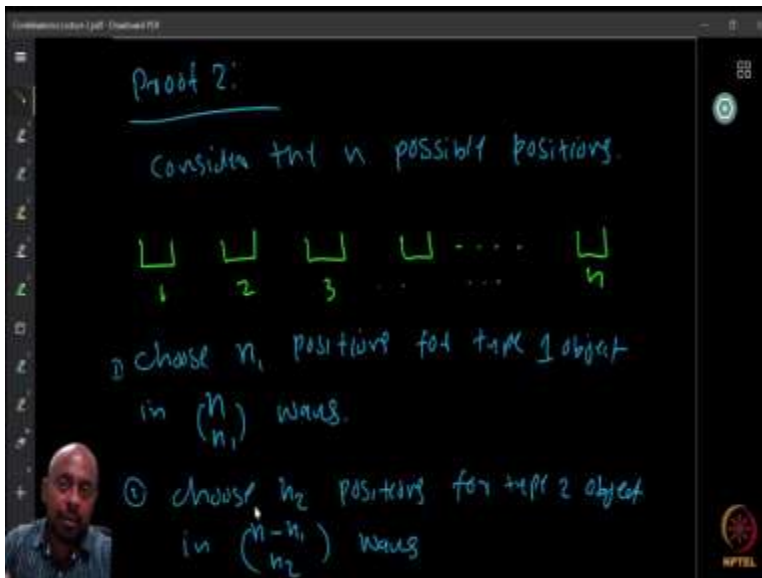 Proof 2:
Consider the n possible positions.
1 2 3 .. ... n
① Choose n₁ positions for type 1 object
in (n n₁) ways.
② choose n₂ positions for type 2 object
in (n-n₁ n₂) ways
NPTEL